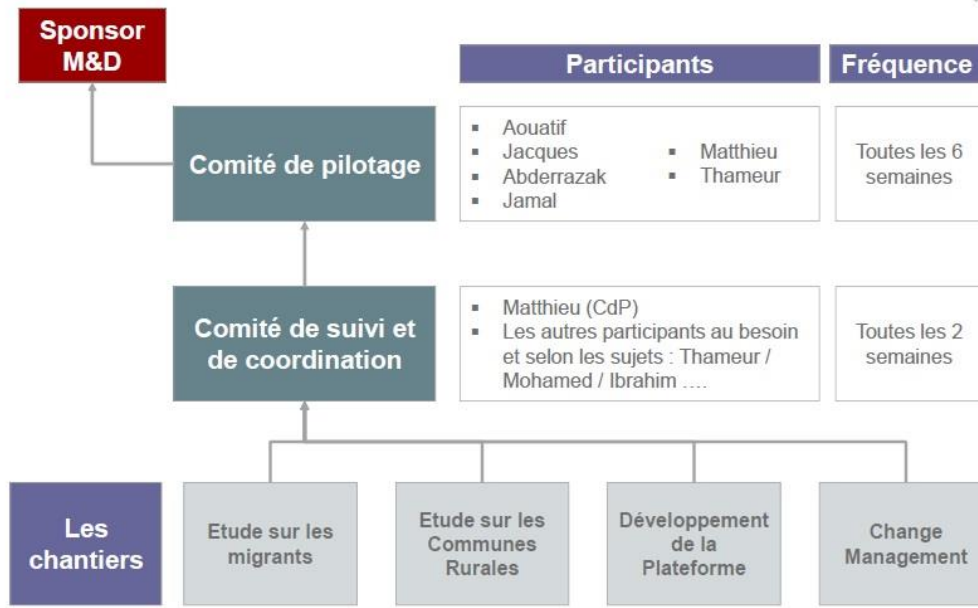 Sponsor
M&D
Participants
Fréquence
Comité de pilotage
▪ Aouatif
▪ Jacques
▪ Abderrazak
▪ Jamal
▪ Matthieu
▪ Thameur
Toutes les 6
semaines
Comité de suivi et
de coordination
▪ Matthieu (CdP)
▪ Les autres participants au besoin
et selon les sujets : Thameur /
Mohamed / Ibrahim ....
Toutes les 2
semaines
Les
chantiers
Etude sur les
migrants
Etude sur les
Communes
Rurales
Développement
de la
Plateforme
Change
Management